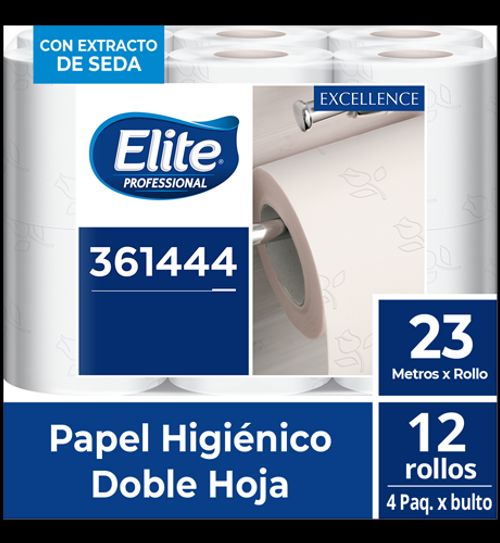 CON EXTRACTO
DE SEDA
EXCELLENCE
Elite®
PROFESSIONAL
361444
23
Metros x Rollo
Papel Higiénico
Doble Hoja
12
rollos
4 Paq. x bulto